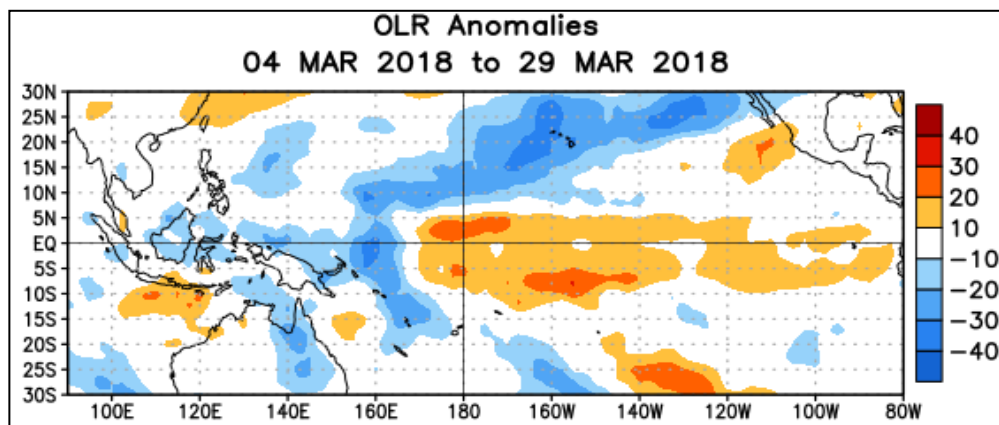 OLR Anomalies
04 MAR 2018 to 29 MAR 2018
30N
25N
20N
15N
10N
5N
EQ
5S
10S
15S
20S
25S
30S
100E 120E 140E 160E 180 160W 140W 120W 100W 80W
40
30
20
10
−10
−20
−30
−40